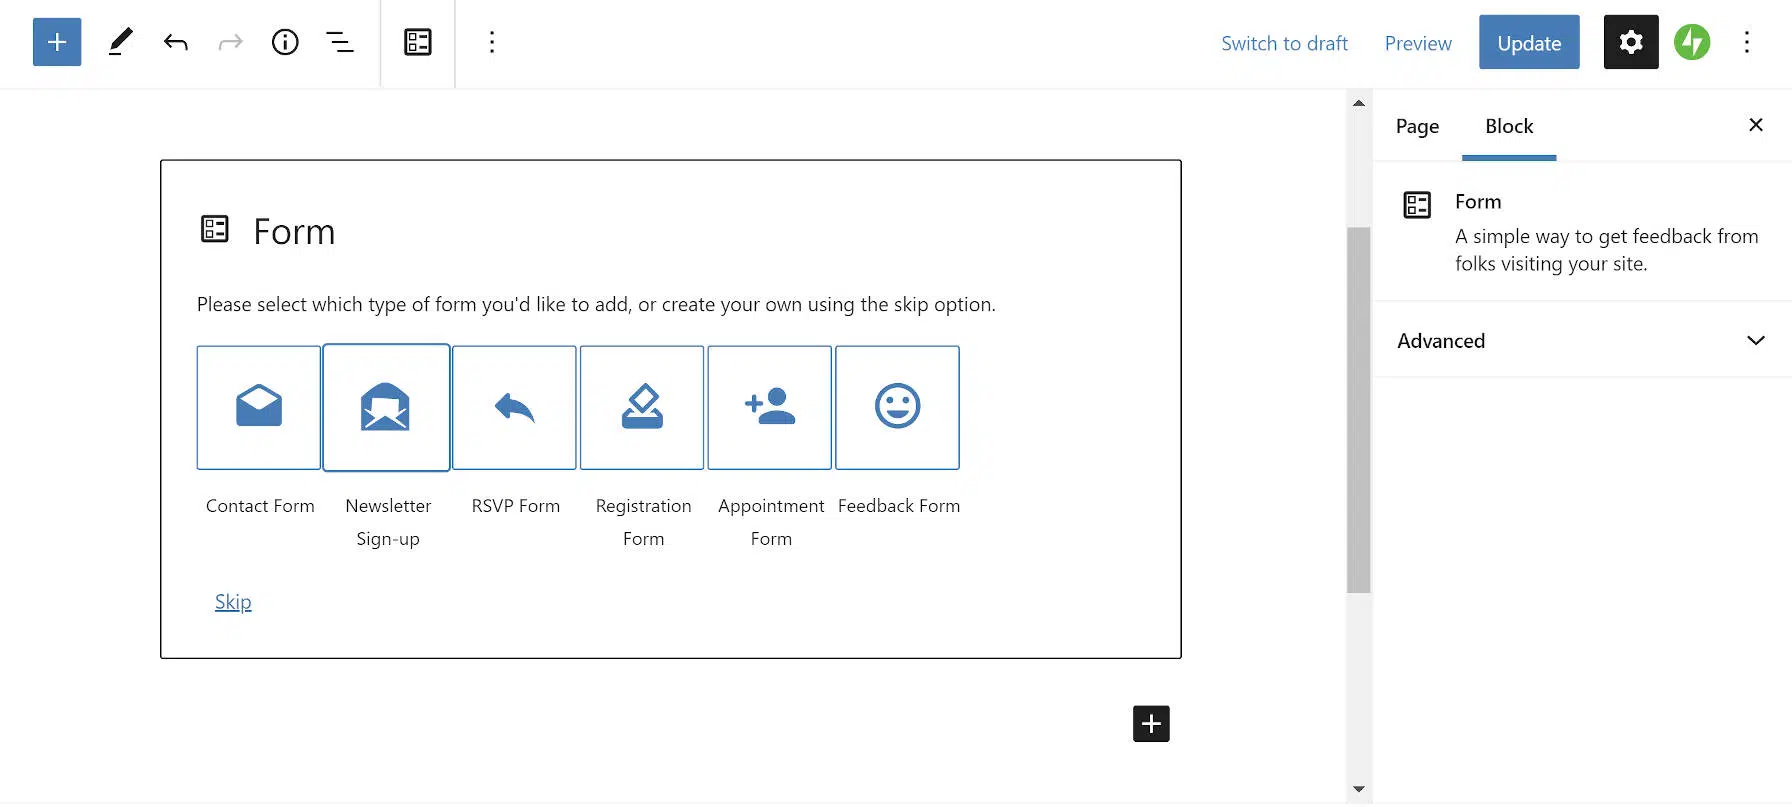 Switch to draft Preview Update
Page Block
Form
A simple way to get feedback from
folks visiting your site.
Advanced
Form
Please select which type of form you'd like to add, or create your own using the skip option.
Contact Form Newsletter RSVP Form Registration Appointment Feedback Form
Sign-up Form Form
Skip